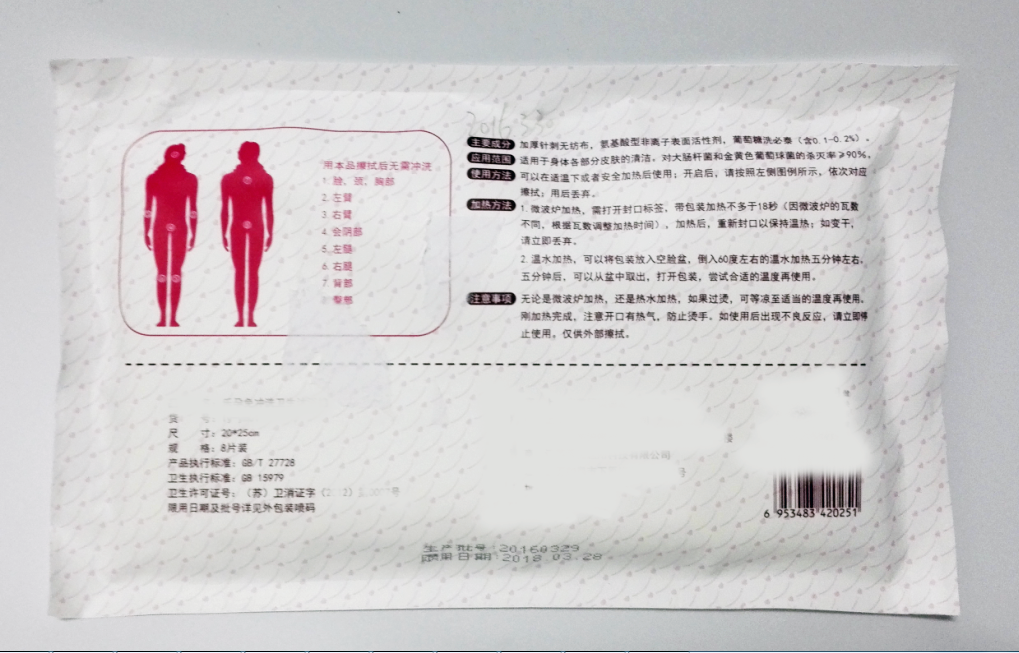 用本品擦拭后无需冲洗
1. 脸、颈、胸部
2. 左臂
3. 右臂
4. 会阴部
5. 左腿
6. 右腿
7. 背部
8. 臀部
主要成分 加厚针刺无纺布，氨基酸型非离子表面活性剂，葡萄糖洗必泰（含0.1-0.2%）。
应用范围 适用于身体各部分皮肤的清洁，对大肠杆菌和金黄色葡萄球菌的杀灭率≥90%。
使用方法 可以在适温下或者安全加热后使用；开启后，请按照左侧图例所示，依次对应
擦拭；用后丢弃。
加热方法 1. 微波炉加热，需打开封口标签，带包装加热不多于18秒（因微波炉的瓦数
不同，根据瓦数调整加热时间），加热后，重新封口以保持温热；如变干，
请立即丢弃。
2. 温水加热，可以将包装放入空脸盆，倒入60度左右的温水加热五分钟左右，
五分钟后，可以从盆中取出，打开包装，尝试合适的温度再使用。
注意事项 无论是微波炉加热，还是热水加热，如果过烫，可等凉至适当的温度再使用。
刚加热完成，注意开口有热气，防止烫手。如使用后出现不良反应，请立即停
止使用。仅供外部擦拭。
货 号：
尺 寸：20*25cm
规 格：8片装
产品执行标准：GB/T 27728
卫生执行标准：GB 15979
卫生许可证号：（苏）卫消证字
限用日期及批号详见外包装喷码
有限公司
号
6 953483 420251
生产批号：20160329
限用日期：2018.03.28